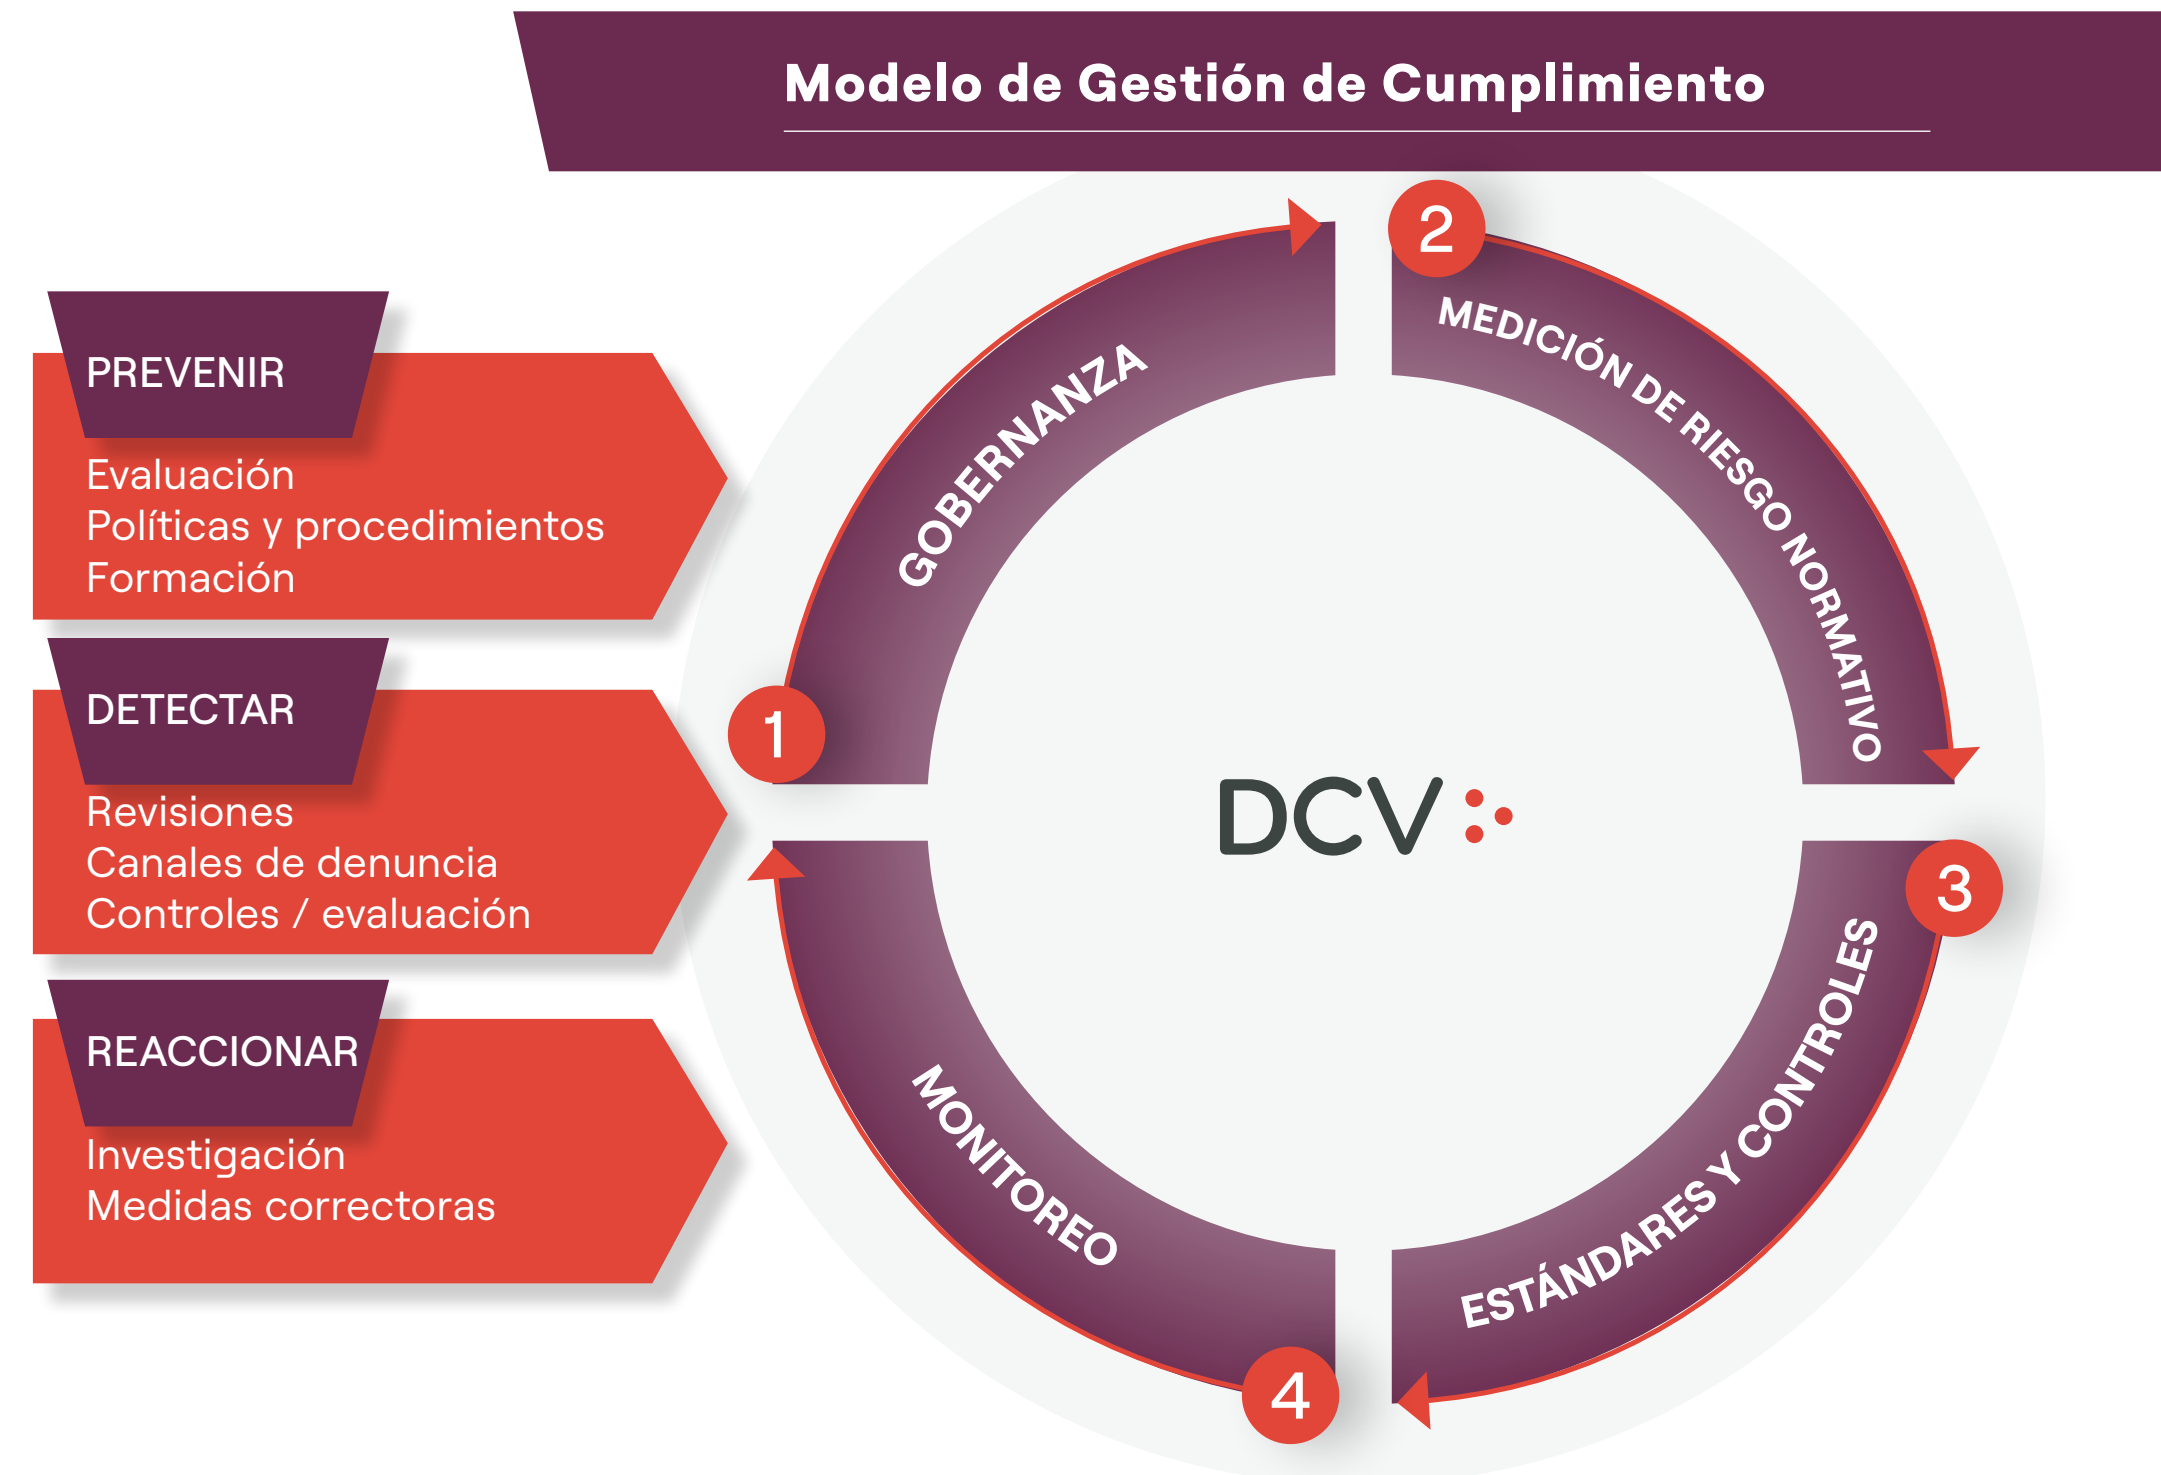 Modelo de Gestión de Cumplimiento
PREVENIR
Evaluación
Políticas y procedimientos
Formación
DETECTAR
Revisiones
Canales de denuncia
Controles / evaluación
REACCIONAR
Investigación
Medidas correctoras
1
GOBERNANZA
2
MEDICIÓN DE RIESGO NORMATIVO
3
ESTÁNDARES Y CONTROLES
4
MONITOREO
DCV